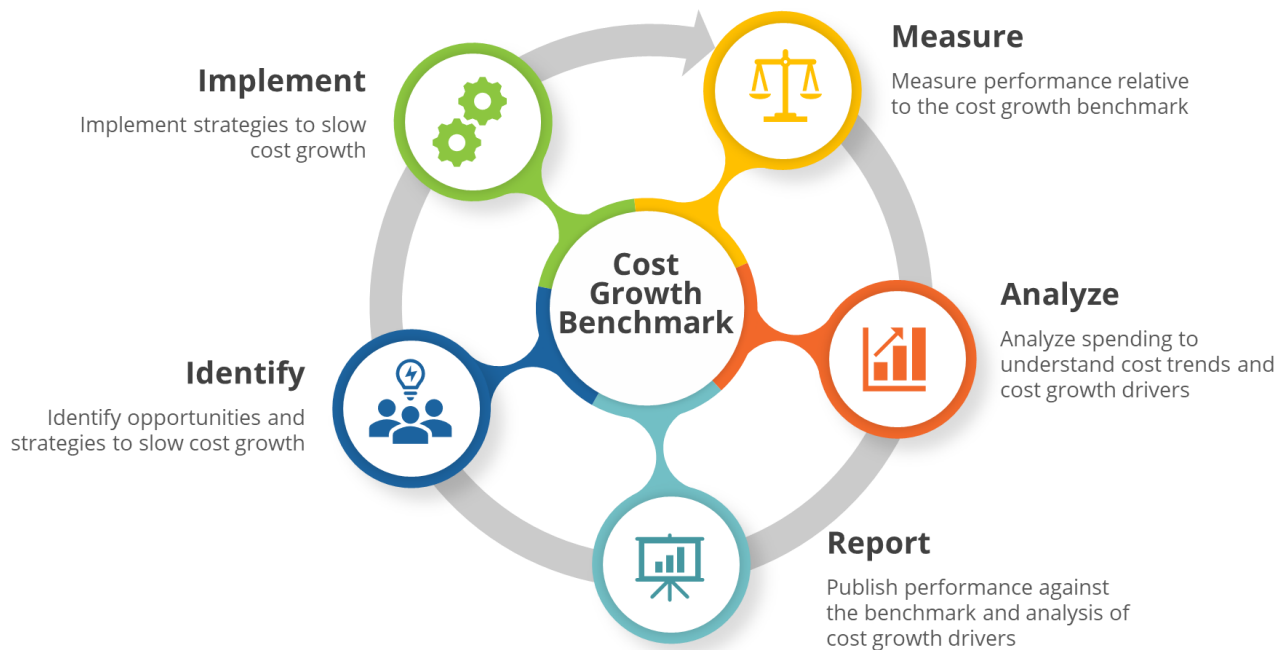 Cost
Growth
Benchmark
Measure
Measure performance relative
to the cost growth benchmark
Analyze
Analyze spending to
understand cost trends and
cost growth drivers
Report
Publish performance against
the benchmark and analysis of
cost growth drivers
Identify
Identify opportunities and
strategies to slow cost growth
Implement
Implement strategies to slow
cost growth